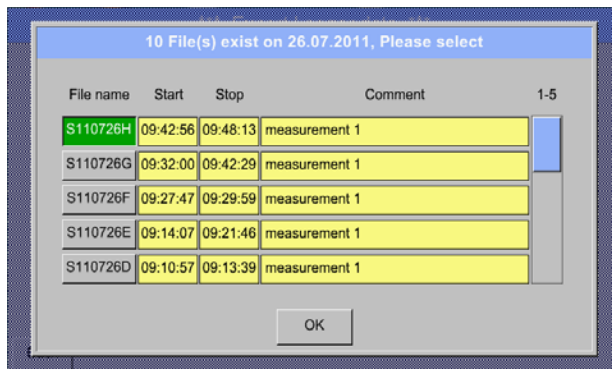 10 File(s) exist on 26.07.2011, Please select
File name Start Stop Comment 1-5
S110726H 09:42:56 09:48:13 measurement 1
S110726G 09:32:00 09:42:29 measurement 1
S110726F 09:27:47 09:29:59 measurement 1
S110726E 09:14:07 09:21:46 measurement 1
S110726D 09:10:57 09:13:39 measurement 1
OK